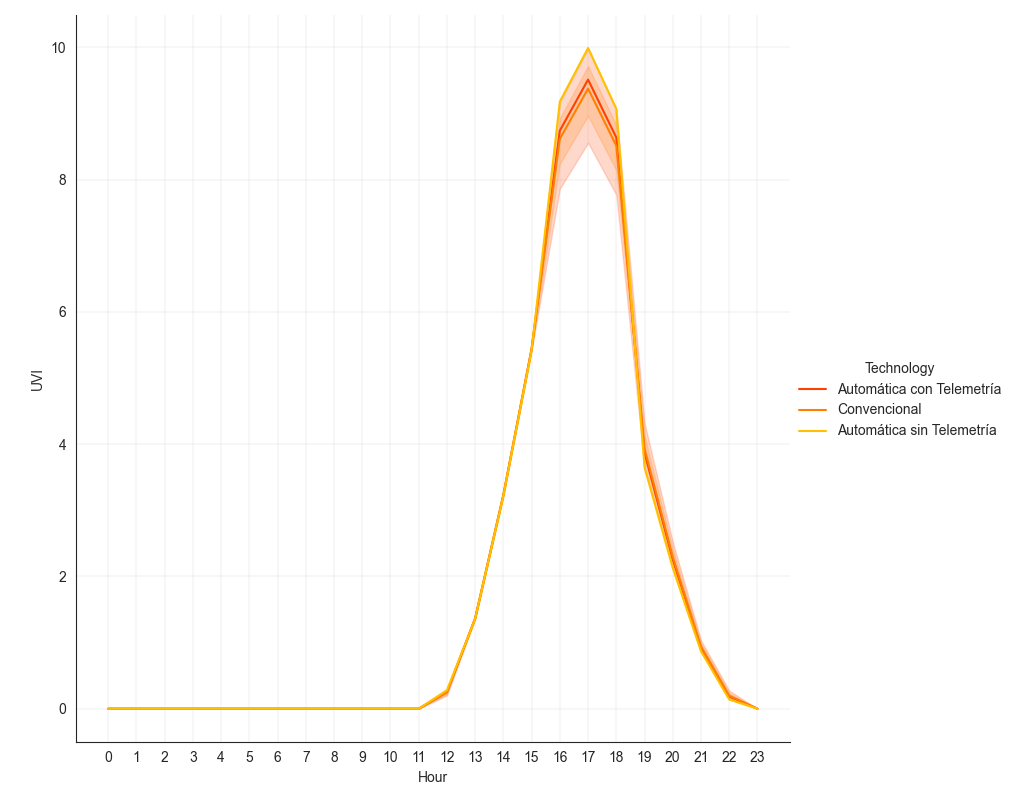 10
8
6
4
2
0
UVI
0 1 2 3 4 5 6 7 8 9 10 11 12 13 14 15 16 17 18 19 20 21 22 23
Hour
Technology
Automática con Telemetría
Convencional
Automática sin Telemetría